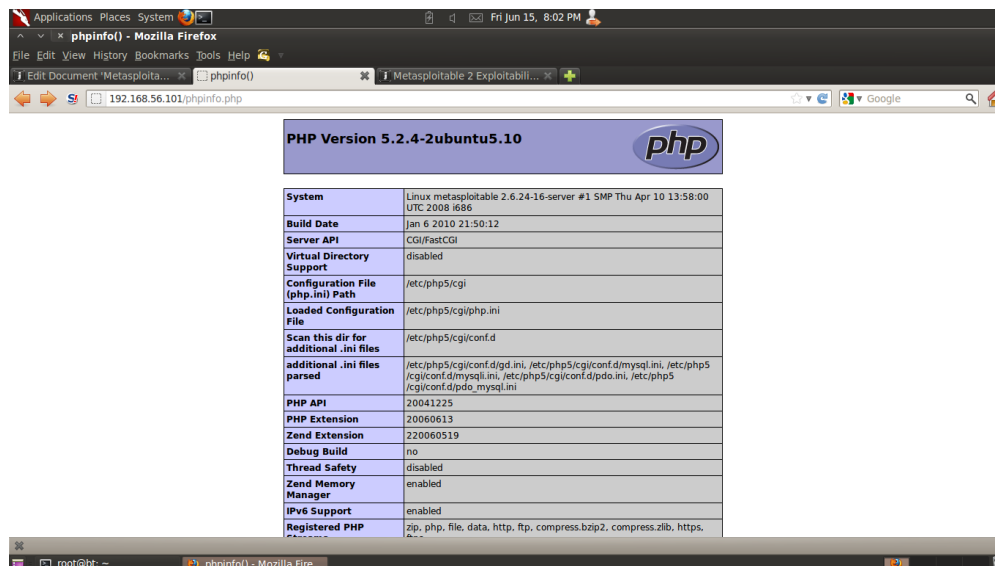 Applications Places System
Fri Jun 15, 8:02 PM
phpinfo() - Mozilla Firefox
File Edit View History Bookmarks Tools Help
Edit Document 'Metasploita...
phpinfo()
Metasploitable 2 Exploitabili...
192.168.56.101/phpinfo.php
Google
PHP Version 5.2.4-2ubuntu5.10
php
System
Linux metasploitable 2.6.24-16-server #1 SMP Thu Apr 10 13:58:00
UTC 2008 i686
Build Date
Jan 6 2010 21:50:12
Server API
CGI/FastCGI
Virtual Directory
Support
disabled
Configuration File
(php.ini) Path
/etc/php5/cgi
Loaded Configuration
File
/etc/php5/cgi/php.ini
Scan this dir for
additional .ini files
/etc/php5/cgi/conf.d
additional .ini files
parsed
/etc/php5/cgi/conf.d/gd.ini, /etc/php5/cgi/conf.d/mysql.ini, /etc/php5
/cgi/conf.d/mysqli.ini, /etc/php5/cgi/conf.d/pdo.ini, /etc/php5
/cgi/conf.d/pdo_mysql.ini
PHP API
20041225
PHP Extension
20060613
Zend Extension
220060519
Debug Build
no
Thread Safety
disabled
Zend Memory
Manager
enabled
IPv6 Support
enabled
Registered PHP
zip, php, file, data, http, ftp, compress.bzip2, compress.zlib, https,
root@bt: ~
phpinfo() - Mozilla Fire...